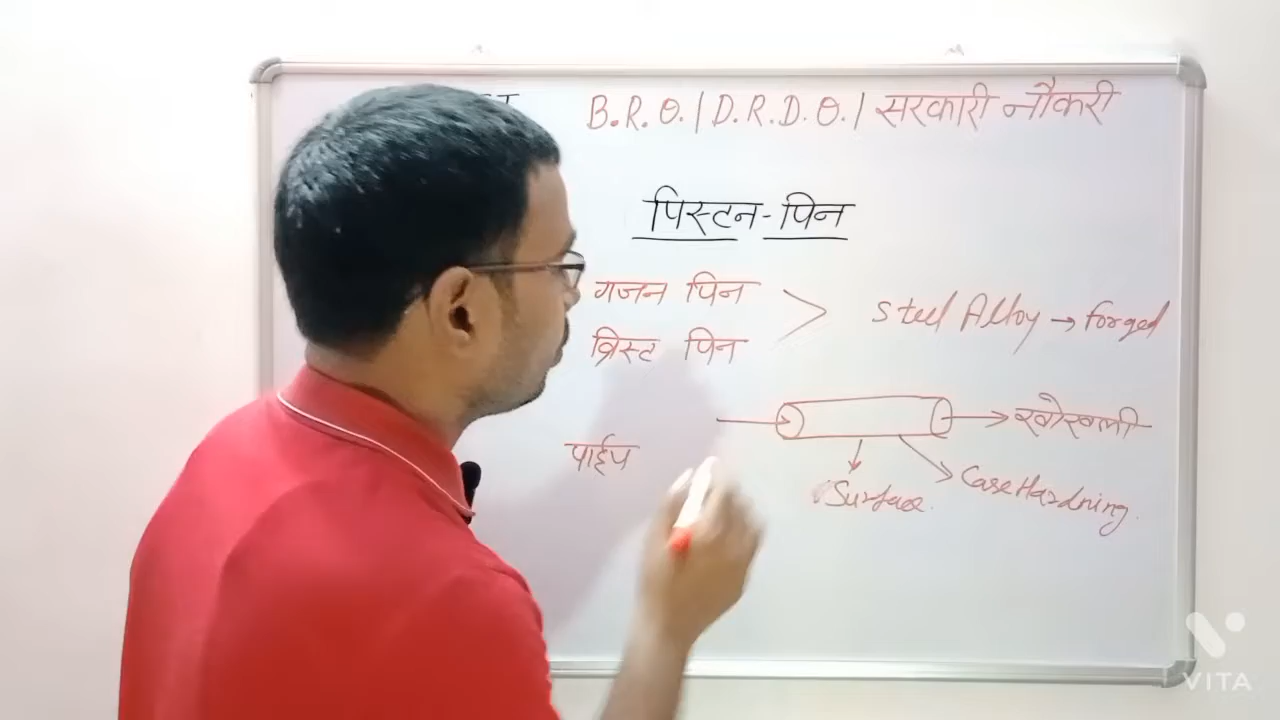 B.R.O. / D.R.D.O. / सरकारी नौकरी
पिस्टन-पिन
गजन पिन
steel Alloy → forged
ब्रिस्ट पिन
खोखली
पाईप
Surface.
Case Hardning.
VITA